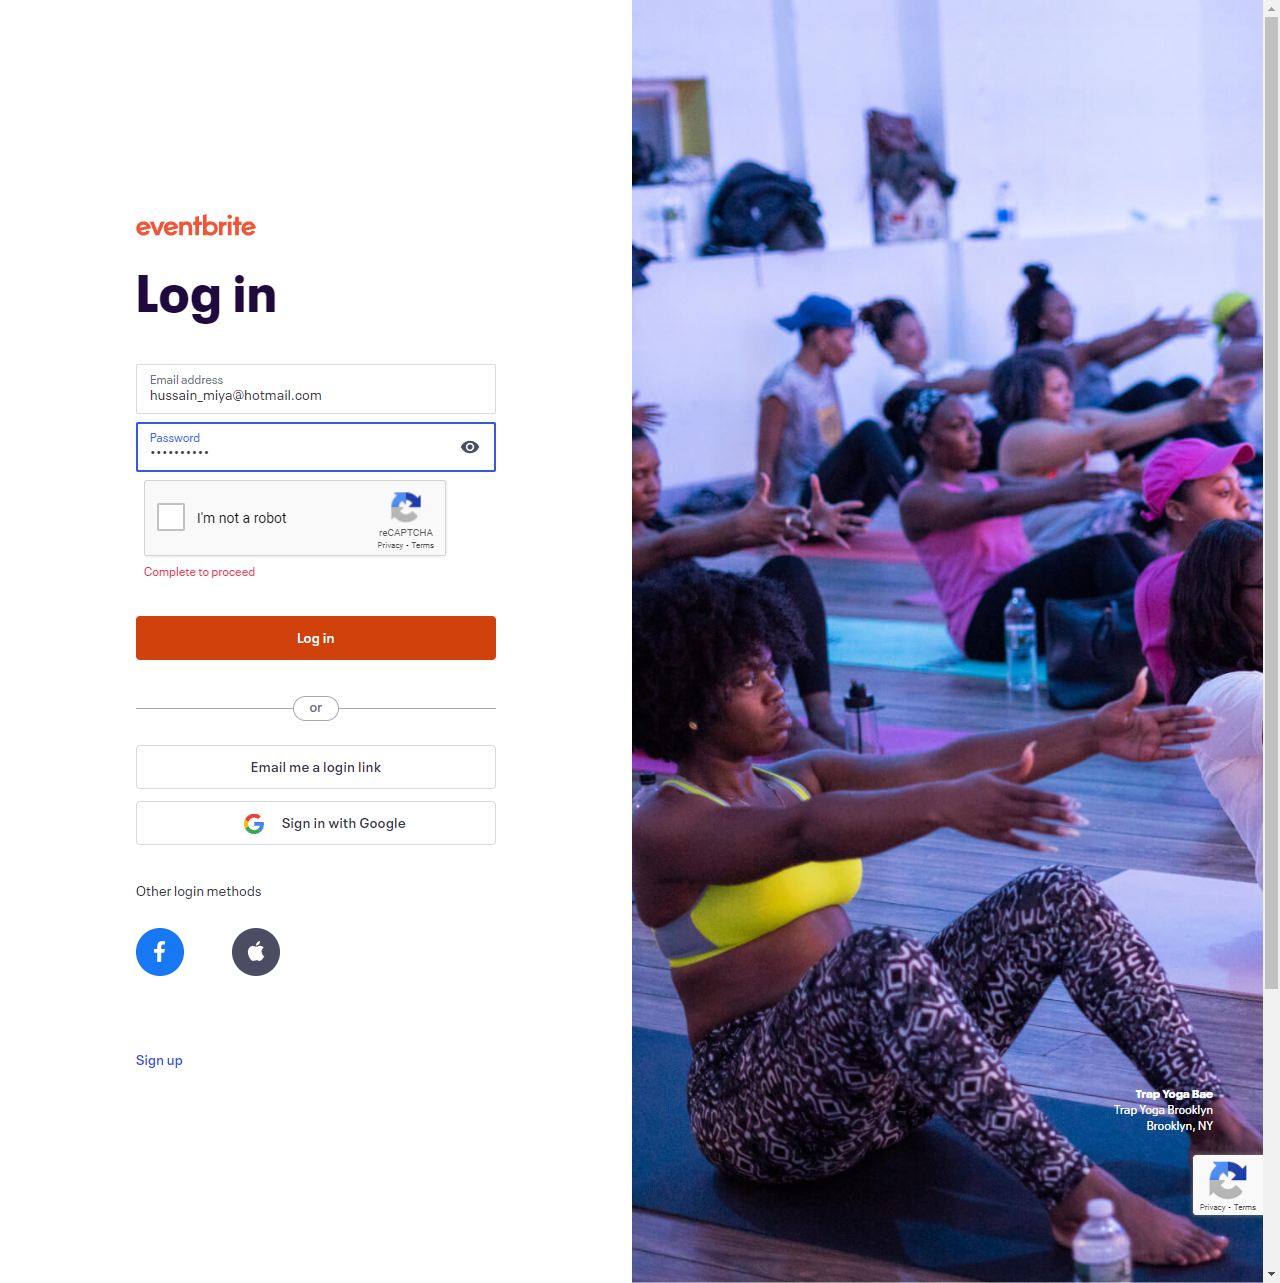 eventbrite
Log in
Email address
hussain_miya@hotmail.com
Password
••••••••••
I'm not a robot
reCAPTCHA
Privacy - Terms
Complete to proceed
Log in
or
Email me a login link
Sign in with Google
Other login methods
Sign up
Trap Yoga Bae
Trap Yoga Brooklyn
Brooklyn, NY
Privacy - Terms